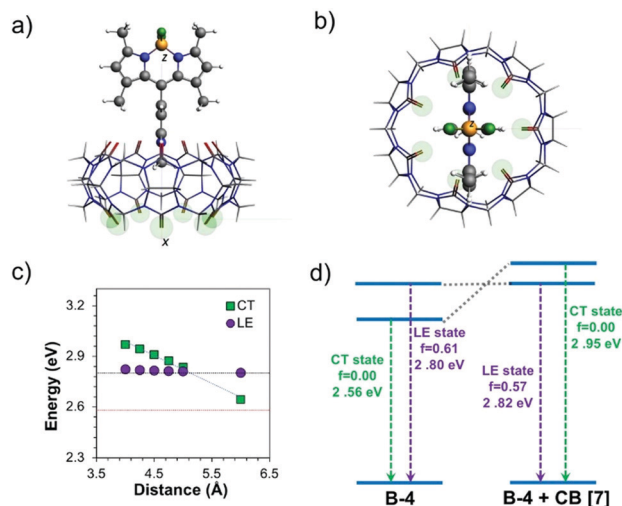 a)
z
x
b)
z
c)
CT
LE
3.2
2.9
2.6
2.3
Energy (eV)
3.5
4.5
5.5
6.5
Distance (Å)
d)
LE state
f=0.61
2 .80 eV
CT state
f=0.00
2 .56 eV
CT state
f=0.00
2 .95 eV
LE state
f=0.57
2 .82 eV
B-4
B-4 + CB [7]